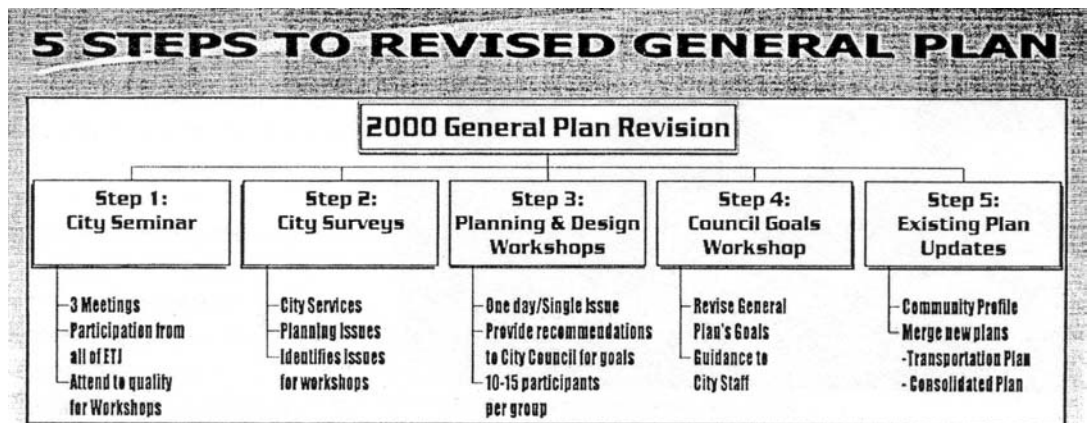 5 STEPS TO REVISED GENERAL PLAN
2000 General Plan Revision
Step 1:
City Seminar
3 Meetings
Participation from
all of ETJ
Attend to qualify
for Workshops
Step 2:
City Surveys
City Services
Planning Issues
Identifies Issues
for workshops
Step 3:
Planning & Design
Workshops
One day/Single Issue
Provide recommendations
to City Council for goals
10-15 participants
per group
Step 4:
Council Goals
Workshop
Revise General
Plan's Goals
Guidance to
City Staff
Step 5:
Existing Plan
Updates
Community Profile
Merge new plans
-Transportation Plan
- Consolidated Plan